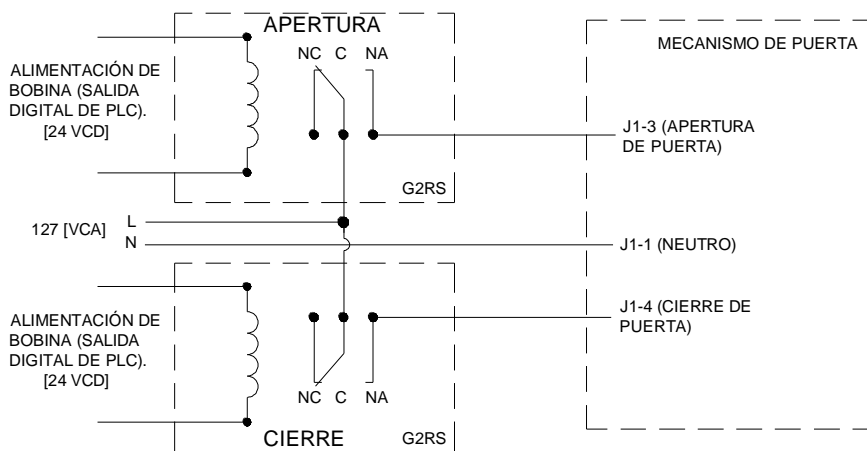 APERTURA
NC C NA
MECANISMO DE PUERTA
ALIMENTACIÓN DE
BOBINA (SALIDA
DIGITAL DE PLC).
[24 VCD]
J1-3 (APERTURA
DE PUERTA)
G2RS
127 [VCA]
L
N
J1-1 (NEUTRO)
ALIMENTACIÓN DE
BOBINA (SALIDA
DIGITAL DE PLC).
[24 VCD]
J1-4 (CIERRE DE
PUERTA)
NC C NA
CIERRE
G2RS